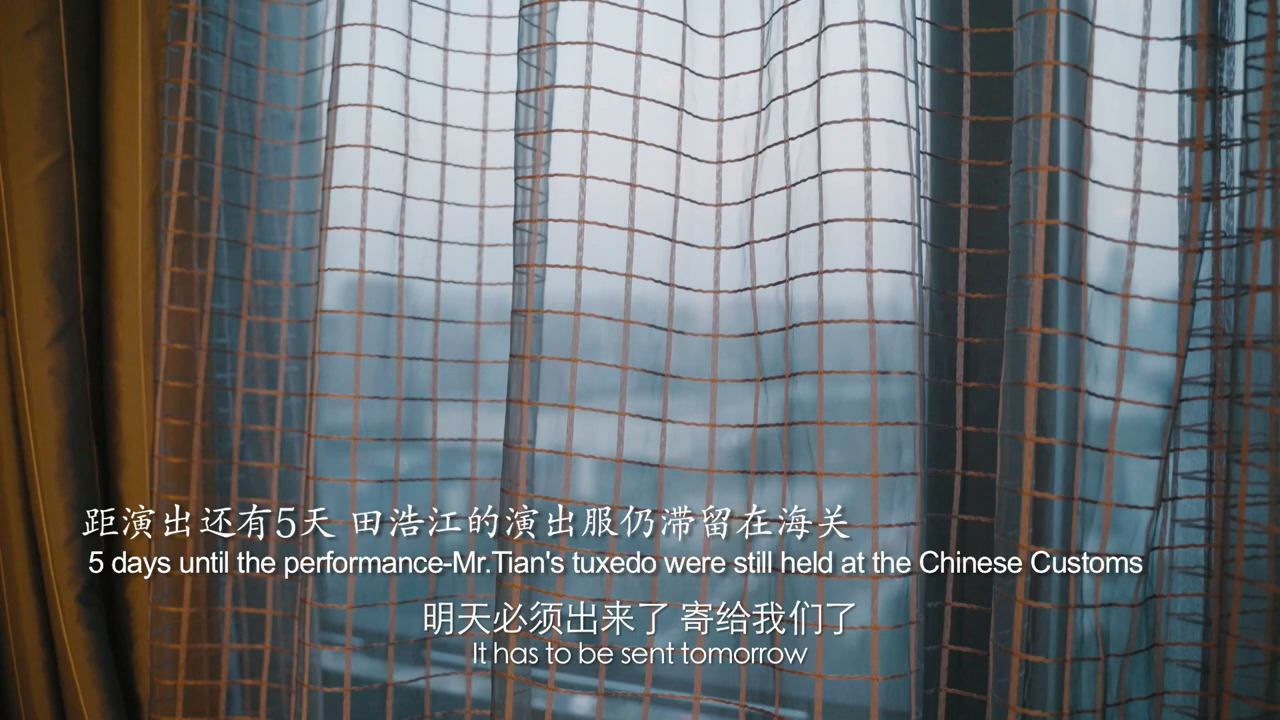 距演出还有5天 田浩江的演出服仍滞留在海关
5 days until the performance-Mr.Tian's tuxedo were still held at the Chinese Customs
明天必须出来了 寄给我们了
It has to be sent tomorrow